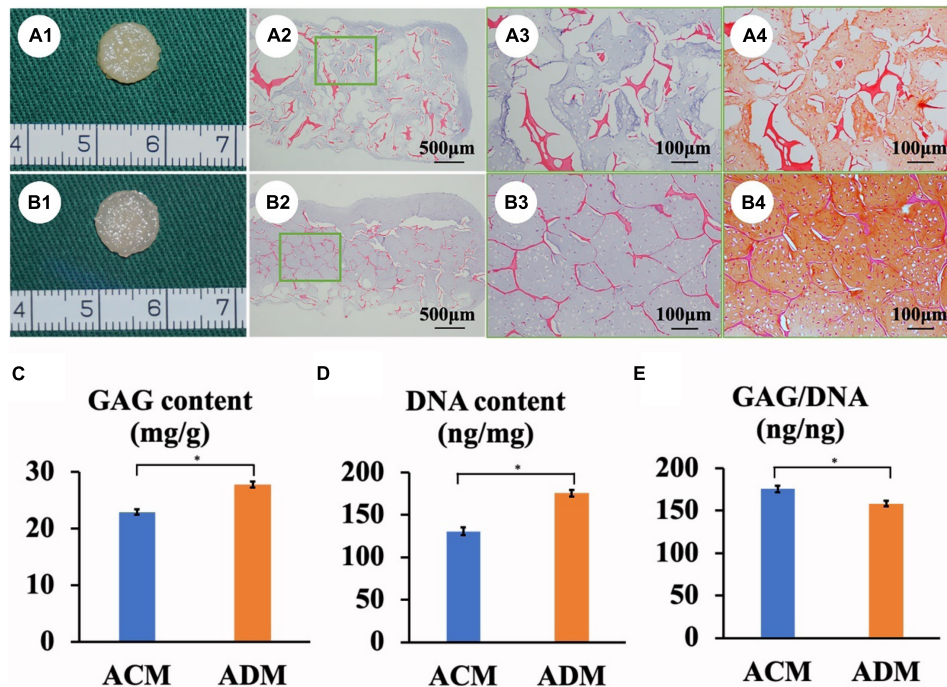 A1
4 5 6 7
A2
500μm
A3
100μm
A4
100μm
B1
4 5 6 7
B2
500μm
B3
100μm
B4
100μm
C
GAG content
(mg/g)
*
30
20
10
0
ACM ADM
D
DNA content
(ng/mg)
*
200
150
100
50
0
ACM ADM
E
GAG/DNA
(ng/ng)
*
200
150
100
50
0
ACM ADM